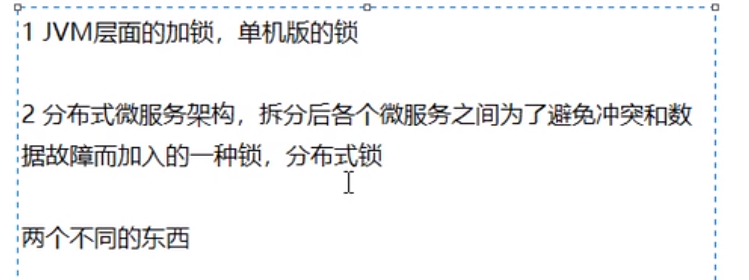 1 JVM层面的加锁，单机版的锁
2 分布式微服务架构，拆分后各个微服务之间为了避免冲突和数
据故障而加入的一种锁，分布式锁
两个不同的东西